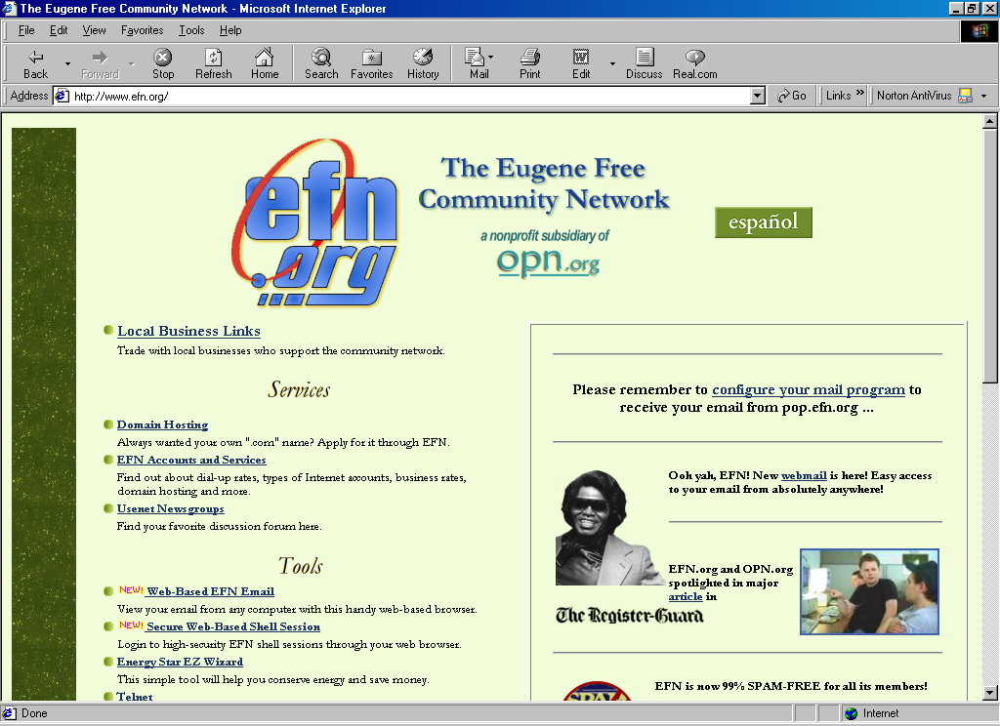 The Eugene Free Community Network - Microsoft Internet Explorer
File Edit View Favorites Tools Help
Back Forward Stop Refresh Home Search Favorites History Mail Print Edit Discuss Real.com
Address http://www.efn.org/ Go Links » Norton AntiVirus
efn
.org
The Eugene Free
Community Network
a nonprofit subsidiary of
opn.org
español
Local Business Links
Trade with local businesses who support the community network.
Services
Domain Hosting
Always wanted your own ".com" name? Apply for it through EFN.
EFN Accounts and Services
Find out about dial-up rates, types of Internet accounts, business rates,
domain hosting and more.
Usenet Newsgroups
Find your favorite discussion forum here.
Tools
NEW! Web-Based EFN Email
View your email from any computer with this handy web-based browser.
NEW! Secure Web-Based Shell Session
Login to high-security EFN shell sessions through your web browser.
Energy Star EZ Wizard
This simple tool will help you conserve energy and save money.
Telnet
Please remember to configure your mail program to
receive your email from pop.efn.org ...
Ooh yah, EFN! New webmail is here! Easy access
to your email from absolutely anywhere!
EFN.org and OPN.org
spotlighted in major
article in
The Register-Guard
EFN is now 99% SPAM-FREE for all its members!
SPAM
Done Internet